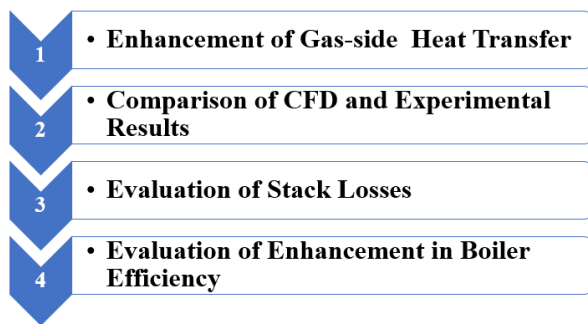 1
• Enhancement of Gas-side Heat Transfer
2
• Comparison of CFD and Experimental
Results
3
• Evaluation of Stack Losses
4
• Evaluation of Enhancement in Boiler
Efficiency